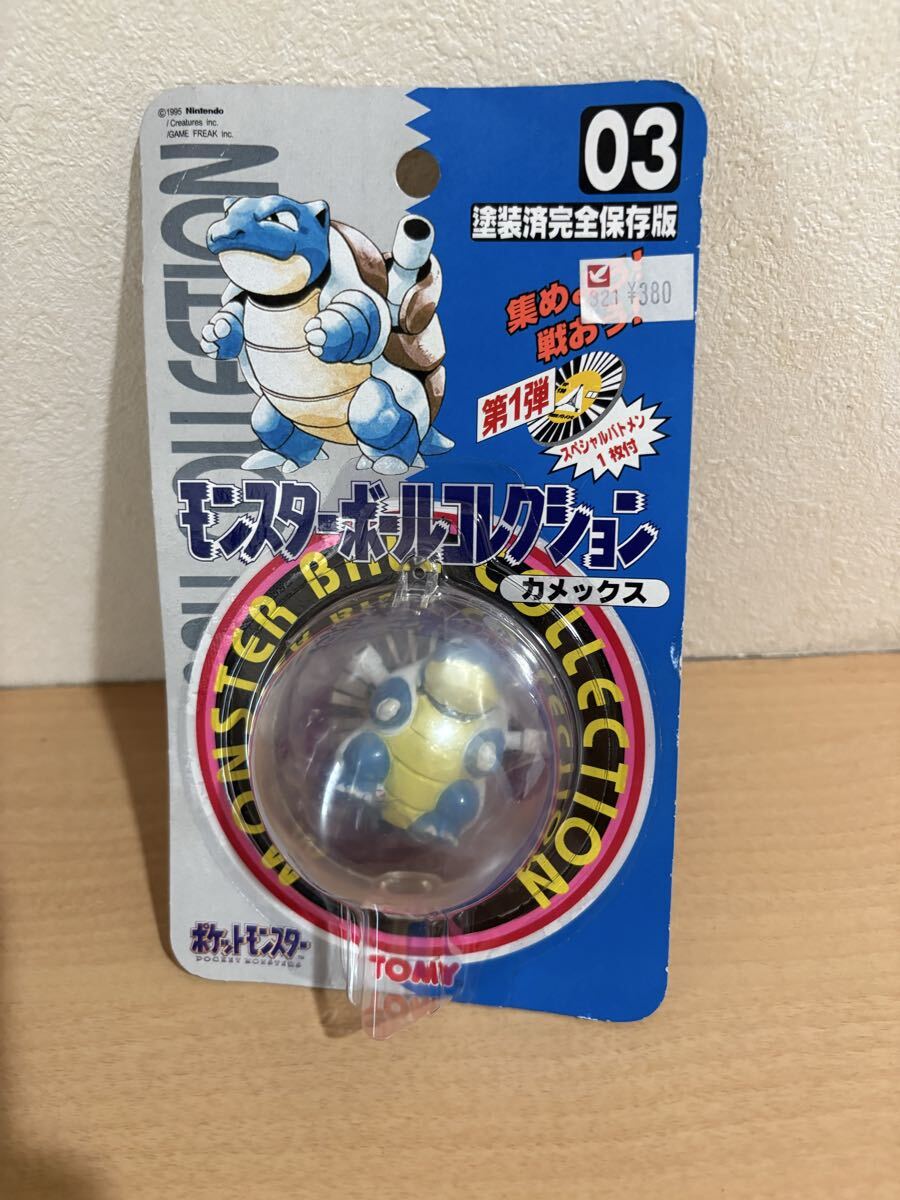 ©1995 Nintendo
/Creatures inc.
/GAME FREAK inc.
03
塗装済完全保存版
321 ¥380
第1弾
スペシャルバトメン
1枚付
モンスターボールコレクション
カメックス
MONSTER BALL COLLECTION
ポケットモンスター
POCKET MONSTERS
TOMY